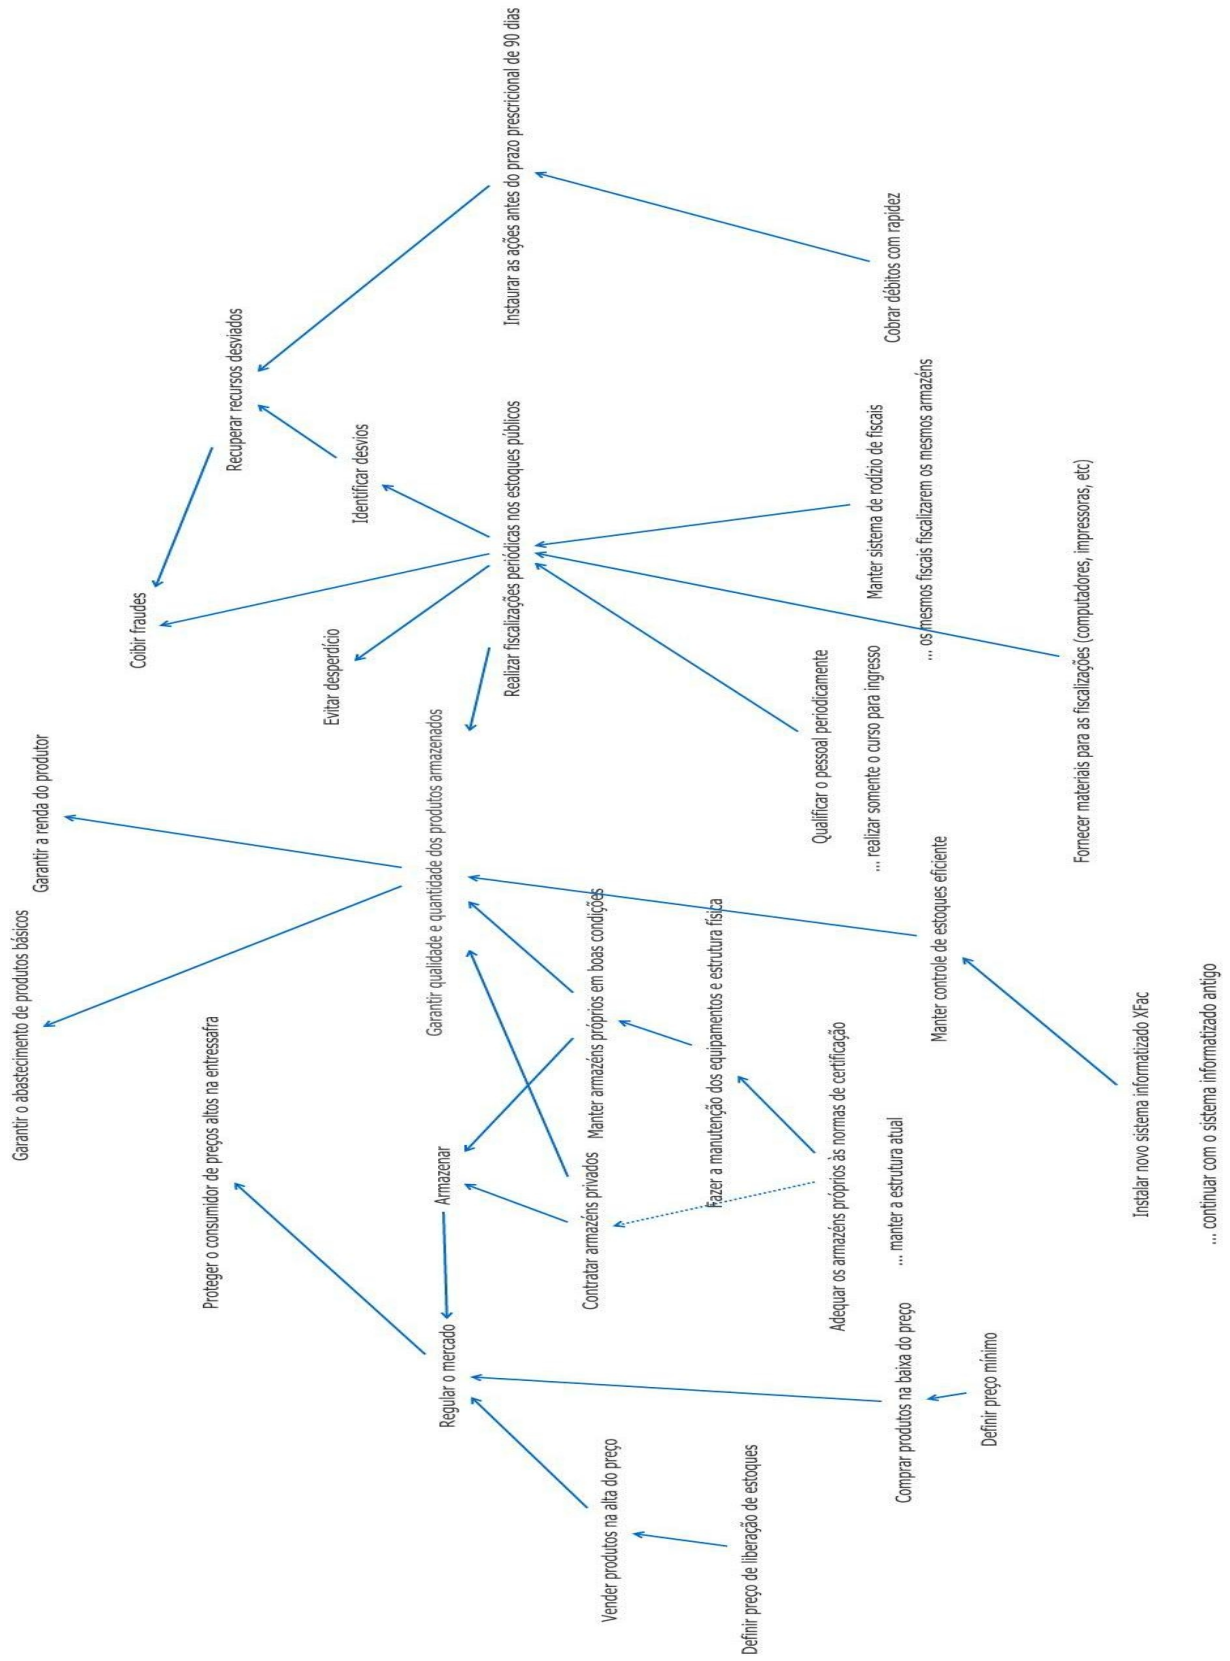 Garantir o abastecimento de produtos básicos
Garantir a renda do produtor
Coibir fraudes
Proteger o consumidor de preços altos na entressafra
Recuperar recursos desviados
Evitar desperdício
Identificar desvios
Regular o mercado
Armazenar
Garantir qualidade e quantidade dos produtos armazenados
Realizar fiscalizações periódicas nos estoques públicos
Instaurar as ações antes do prazo prescricional de 90 dias
Contratar armazéns privados
Manter armazéns próprios em boas condições
Vender produtos na alta do preço
Fazer a manutenção dos equipamentos e estrutura física
Definir preço de liberação de estoques
Adequar os armazéns próprios às normas de certificação
... manter a estrutura atual
Qualificar o pessoal periodicamente
... realizar somente o curso para ingresso
Manter sistema de rodízio de fiscais
... os mesmos fiscais fiscalizarem os mesmos armazéns
Cobrar débitos com rapidez
Comprar produtos na baixa do preço
Definir preço mínimo
Manter controle de estoques eficiente
Fornecer materiais para as fiscalizações (computadores, impressoras, etc)
Instalar novo sistema informatizado XFac
... continuar com o sistema informatizado antigo